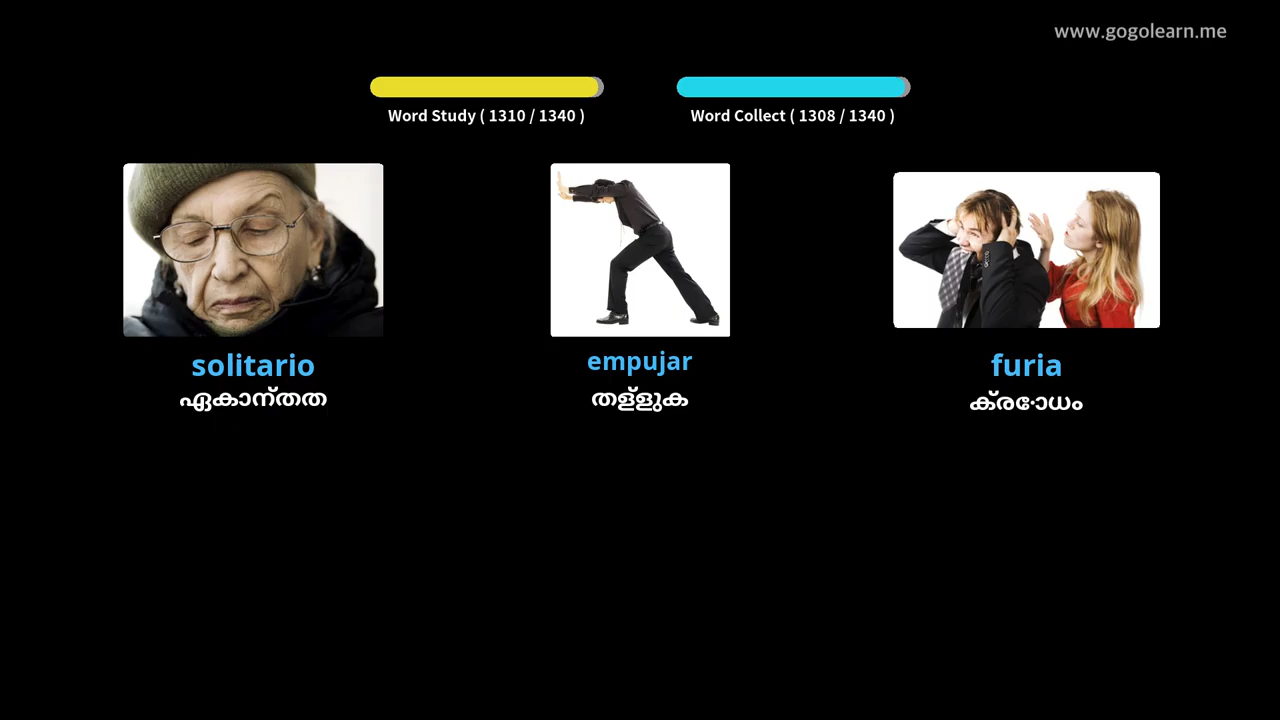 www.gogolearn.me
Word Study ( 1310 / 1340 )
Word Collect ( 1308 / 1340 )
solitario
empujar
furia
ഏകാന്തത
തള്ളുക
ക്രോധം